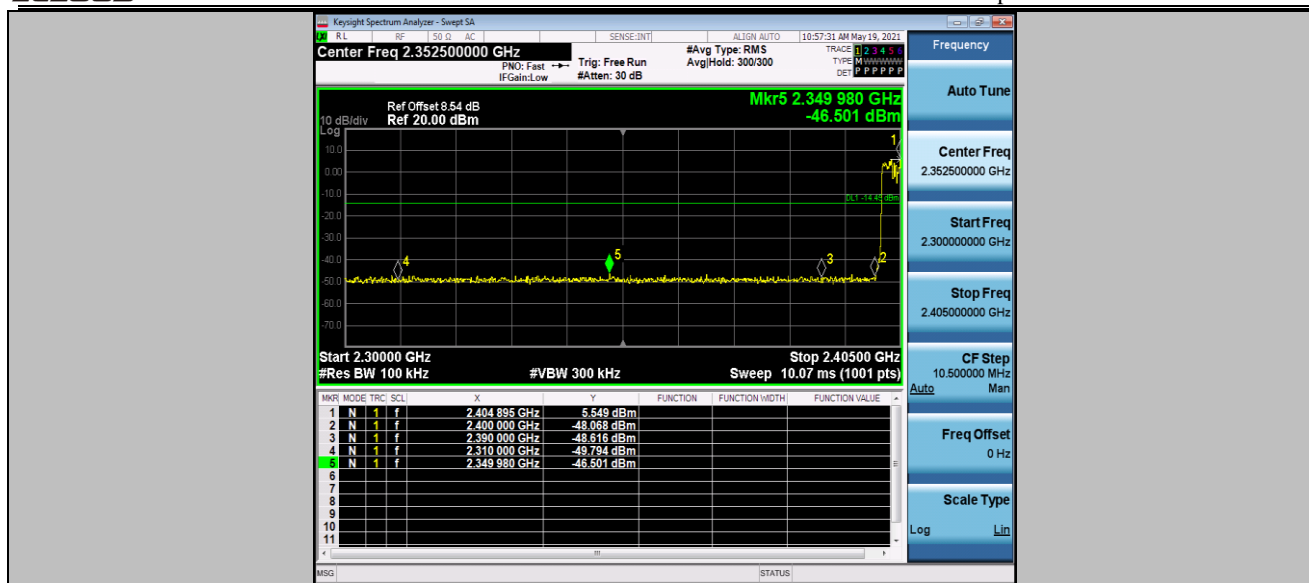 Keysight Spectrum Analyzer - Swept SA
RL RF 50 Ω AC SENSE:INT ALIGN AUTO 10:57:31 AM May 19, 2021
Center Freq 2.352500000 GHz
PNO: Fast
IFGain:Low
Trig: Free Run
#Atten: 30 dB
#Avg Type: RMS
Avg|Hold: 300/300
TRACE 1 2 3 4 5 6
TYPE M W W W W W
DET P P P P P P
Ref Offset 8.54 dB
10 dB/div Ref 20.00 dBm
Log
Mkr5 2.349 980 GHz
-46.501 dBm
10.0
0.00
-10.0
-20.0
-30.0
-40.0
-50.0
-60.0
-70.0
DL1 -14.45 dBm
1
4
5
3
2
Start 2.30000 GHz Stop 2.40500 GHz
#Res BW 100 kHz #VBW 300 kHz Sweep 10.07 ms (1001 pts)
MKR MODE TRC SCL X Y FUNCTION FUNCTION WIDTH FUNCTION VALUE
1 N 1 f 2.404 895 GHz 5.549 dBm
2 N 1 f 2.400 000 GHz -48.068 dBm
3 N 1 f 2.390 000 GHz -48.616 dBm
4 N 1 f 2.310 000 GHz -49.794 dBm
5 N 1 f 2.349 980 GHz -46.501 dBm
6
7
8
9
10
11
MSG STATUS
Frequency
Auto Tune
Center Freq
2.352500000 GHz
Start Freq
2.300000000 GHz
Stop Freq
2.405000000 GHz
CF Step
10.500000 MHz
Auto Man
Freq Offset
0 Hz
Scale Type
Log Lin